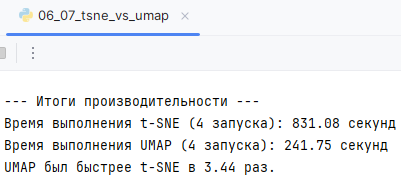 06_07_tsne_vs_umap
--- Итоги производительности ---
Время выполнения t-SNE (4 запуска): 831.08 секунд
Время выполнения UMAP (4 запуска): 241.75 секунд
UMAP был быстрее t-SNE в 3.44 раз.